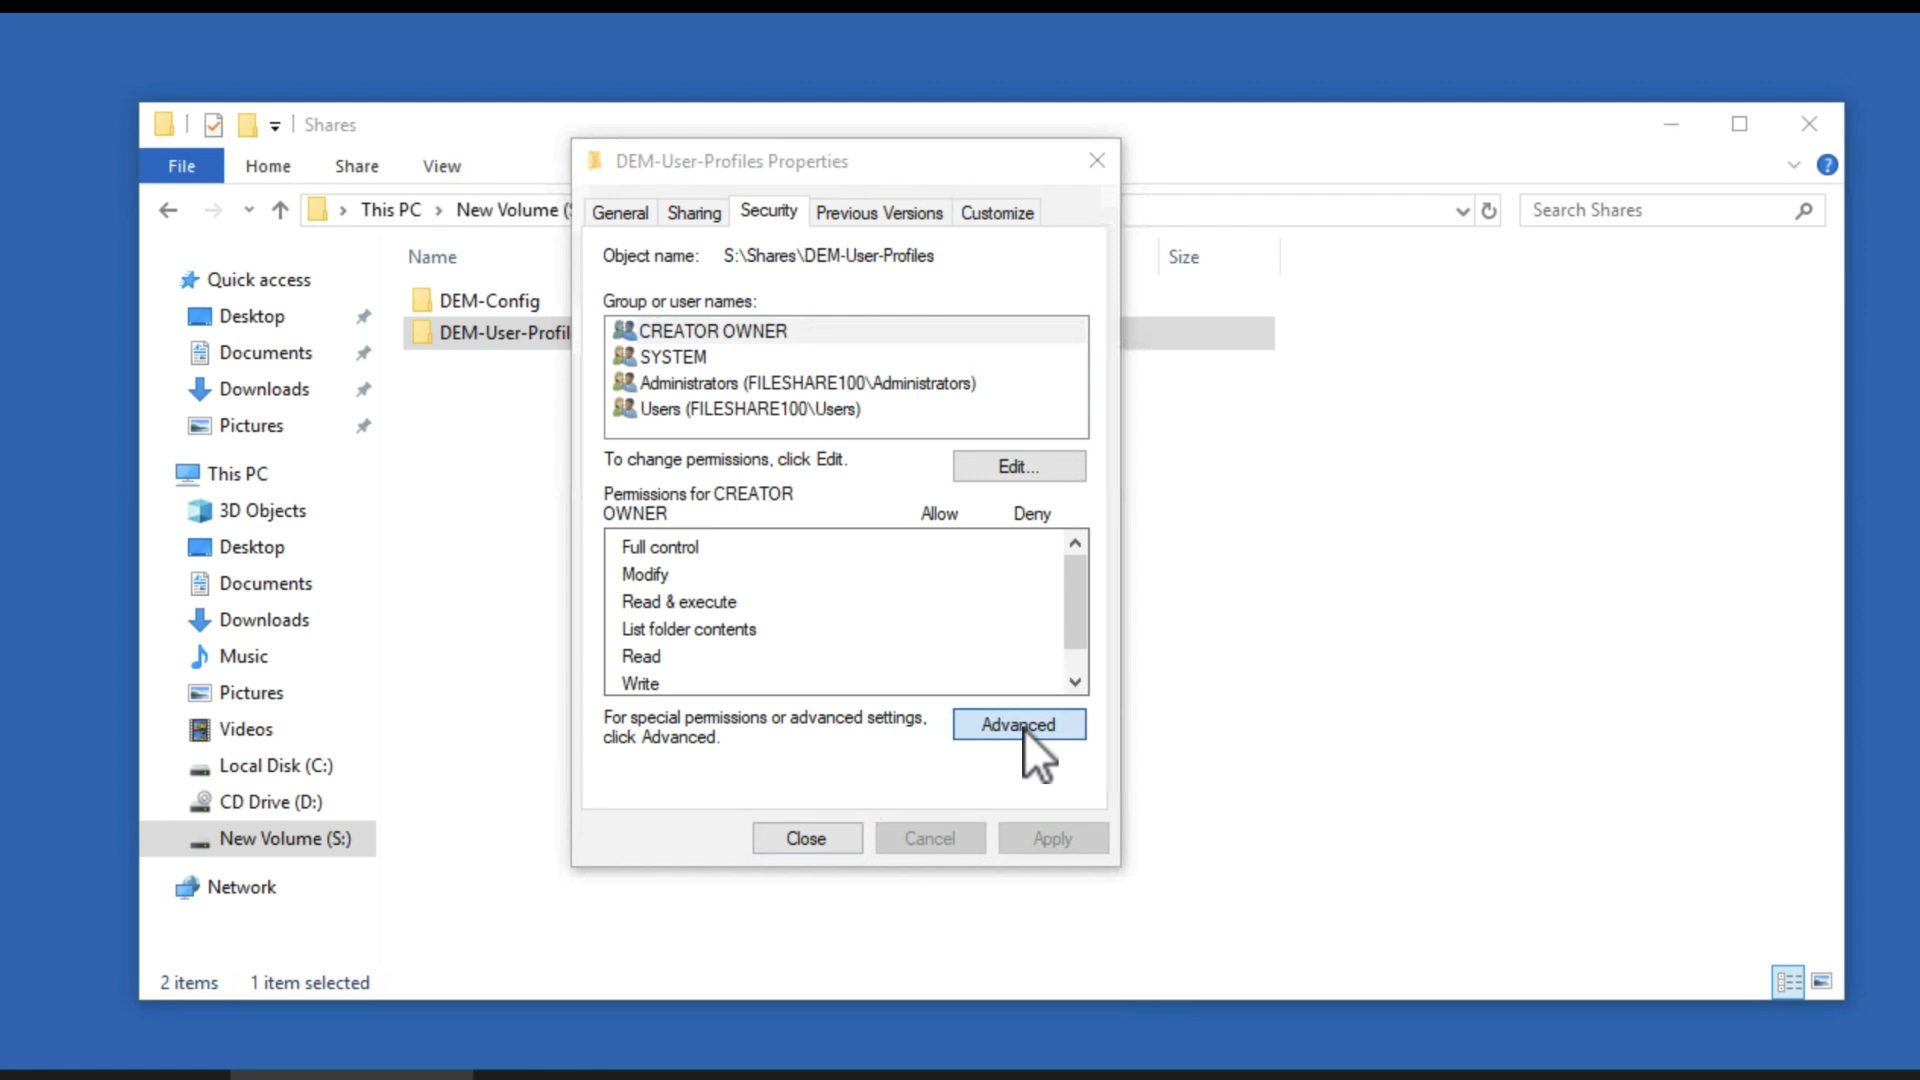 Shares
DEM-User-Profiles Properties
File Home Share View
?
This PC New Volume (S
Search Shares
General Sharing Security Previous Versions Customize
Name
Size
Object name: S:\Shares\DEM-User-Profiles
Quick access
Desktop
Documents
Downloads
Pictures
This PC
3D Objects
Desktop
Documents
Downloads
Music
Pictures
Videos
Local Disk (C:)
CD Drive (D:)
New Volume (S:)
Network
DEM-Config
DEM-User-Profil
Group or user names:
CREATOR OWNER
SYSTEM
Administrators (FILESHARE100\Administrators)
Users (FILESHARE100\Users)
To change permissions, click Edit.
Edit...
Permissions for CREATOR
OWNER Allow Deny
Full control
Modify
Read & execute
List folder contents
Read
Write
For special permissions or advanced settings,
click Advanced.
Advanced
Close Cancel Apply
2 items 1 item selected